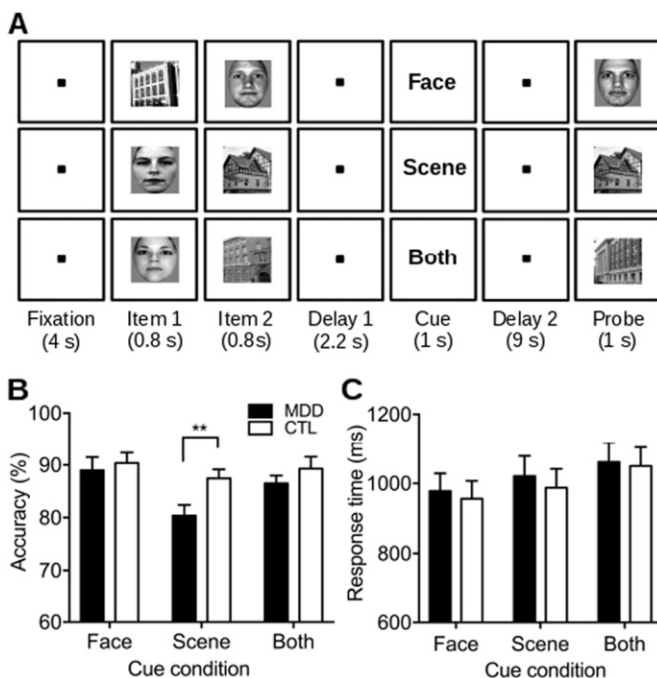 A
Face
Scene
Both
Fixation Item 1 Item 2 Delay 1 Cue Delay 2 Probe
(4 s) (0.8 s) (0.8s) (2.2 s) (1 s) (9 s) (1 s)
B
100
90
80
70
60
Accuracy (%)
**
MDD
CTL
Face Scene Both
Cue condition
C
1200
1000
800
600
Response time (ms)
Face Scene Both
Cue condition